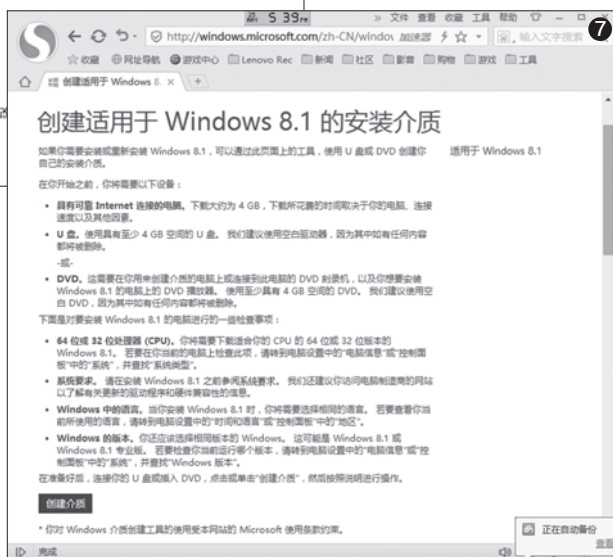 5 39
» 文件 查看 收藏 工具 帮助
7
http://windows.microsoft.com/zh-CN/windo 加速器
输入文字搜索
收藏 网址导航 游戏中心 Lenovo Rec 新闻 社区 影音 购物 游戏 工具
创建适用于 Windows 8.
创建适用于 Windows 8.1 的安装介质
如果你需要安装或重新安装 Windows 8.1，可以通过此页面上的工具，使用 U 盘或 DVD 创建你
自己的安装介质。
适用于 Windows 8.1
在你开始之前，你将需要以下设备：
• 具有可靠 Internet 连接的电脑。下载大约为 4 GB，下载所花费的时间取决于你的电脑、连接
速度以及其他因素。
• U 盘。使用具有至少 4 GB 空间的 U 盘。 我们建议使用空白驱动器，因为其中如有任何内容
都将被删除。
-或-
• DVD。这需要在你用来创建介质的电脑上或连接到此电脑的 DVD 刻录机，以及你想要安装
Windows 8.1 的电脑上的 DVD 播放器。 使用至少具有 4 GB 空间的 DVD。 我们建议使用空
白 DVD，因为其中如有任何内容都将被删除。
下面是对要安装 Windows 8.1 的电脑进行的一些检查事项：
• 64 位或 32 位处理器 (CPU)。你将需要下载适合你的 CPU 的 64 位或 32 位版本的
Windows 8.1。 若要在你当前的电脑上检查此项，请转到电脑设置中的"电脑信息"或"控制面
板"中的"系统"，并查找"系统类型"。
• 系统要求。 请在安装 Windows 8.1 之前参阅系统要求。 我们还建议你访问电脑制造商的网站
以了解有关更新的驱动程序和硬件兼容性的信息。
• Windows 中的语言。当你安装 Windows 8.1 时，你将需要选择相同的语言。 若要查看你当
前所使用的语言，请转到电脑设置中的"时间和语言"或"控制面板"中的"地区"。
• Windows 的版本。你还应该选择相同版本的 Windows。 这可能是 Windows 8.1 或
Windows 8.1 专业版。 若要检查你当前运行哪个版本，请转到电脑设置中的"电脑信息"或"控
制面板"中的"系统"，并查找"Windows 版本"。
在准备好后，连接你的 U 盘或插入 DVD，点击或单击"创建介质"，然后按照说明进行操作。
创建介质
* 你对 Windows 介质创建工具的使用受本网站的 Microsoft 使用条款约束。
正在自动备份
完成